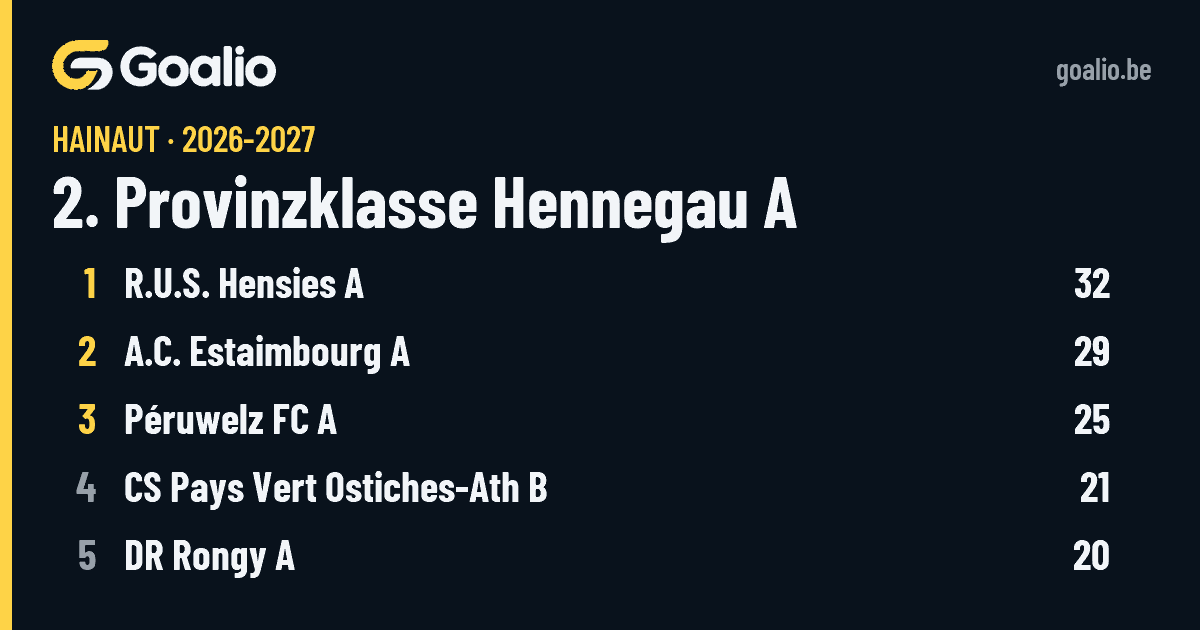 Goalio
goalio.be
HAINAUT · 2026-2027
2. Provinzklasse Hennegau A
1 R.U.S. Hensies A 32
2 A.C. Estaimbourg A 29
3 Péruwelz FC A 25
4 CS Pays Vert Ostiches-Ath B 21
5 DR Rongy A 20